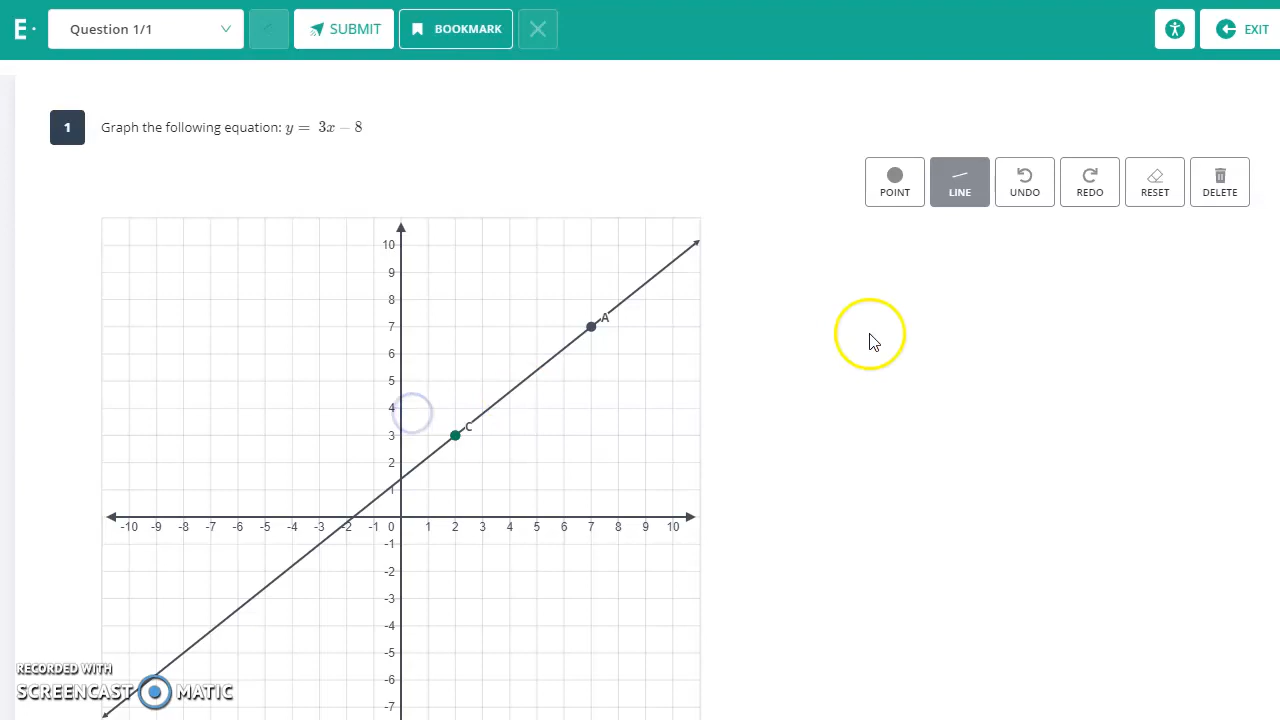 E Question 1/1 < SUBMIT BOOKMARK EXIT
1 Graph the following equation: y = 3x − 8
POINT LINE UNDO REDO RESET DELETE
10
9
8
7
A
6
5
4
C
3
2
1
-10 -9 -8 -7 -6 -5 -4 -3 -2 -1 0 1 2 3 4 5 6 7 8 9 10
-1
-2
-3
-4
-5
-6
-7
RECORDED WITH
SCREENCAST MATIC